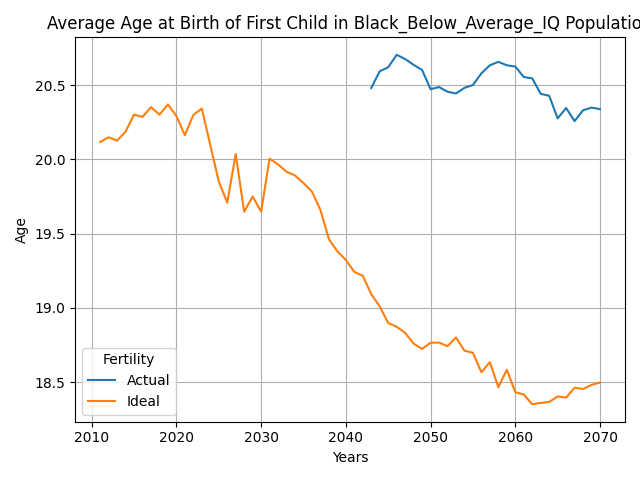 Average Age at Birth of First Child in Black_Below_Average_IQ Populatio
20.5
20.0
19.5
19.0
18.5
Age
Fertility
Actual
Ideal
2010 2020 2030 2040 2050 2060 2070
Years